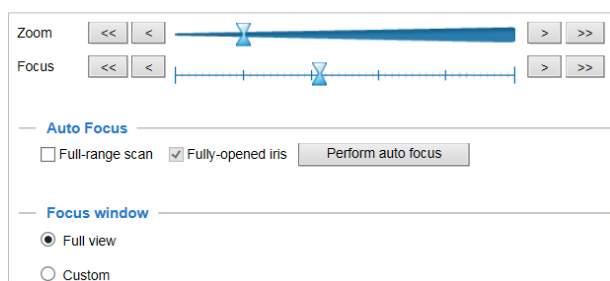 Zoom << < > >>
Focus << < > >>
Auto Focus
Full-range scan Fully-opened iris Perform auto focus
Focus window
Full view
Custom